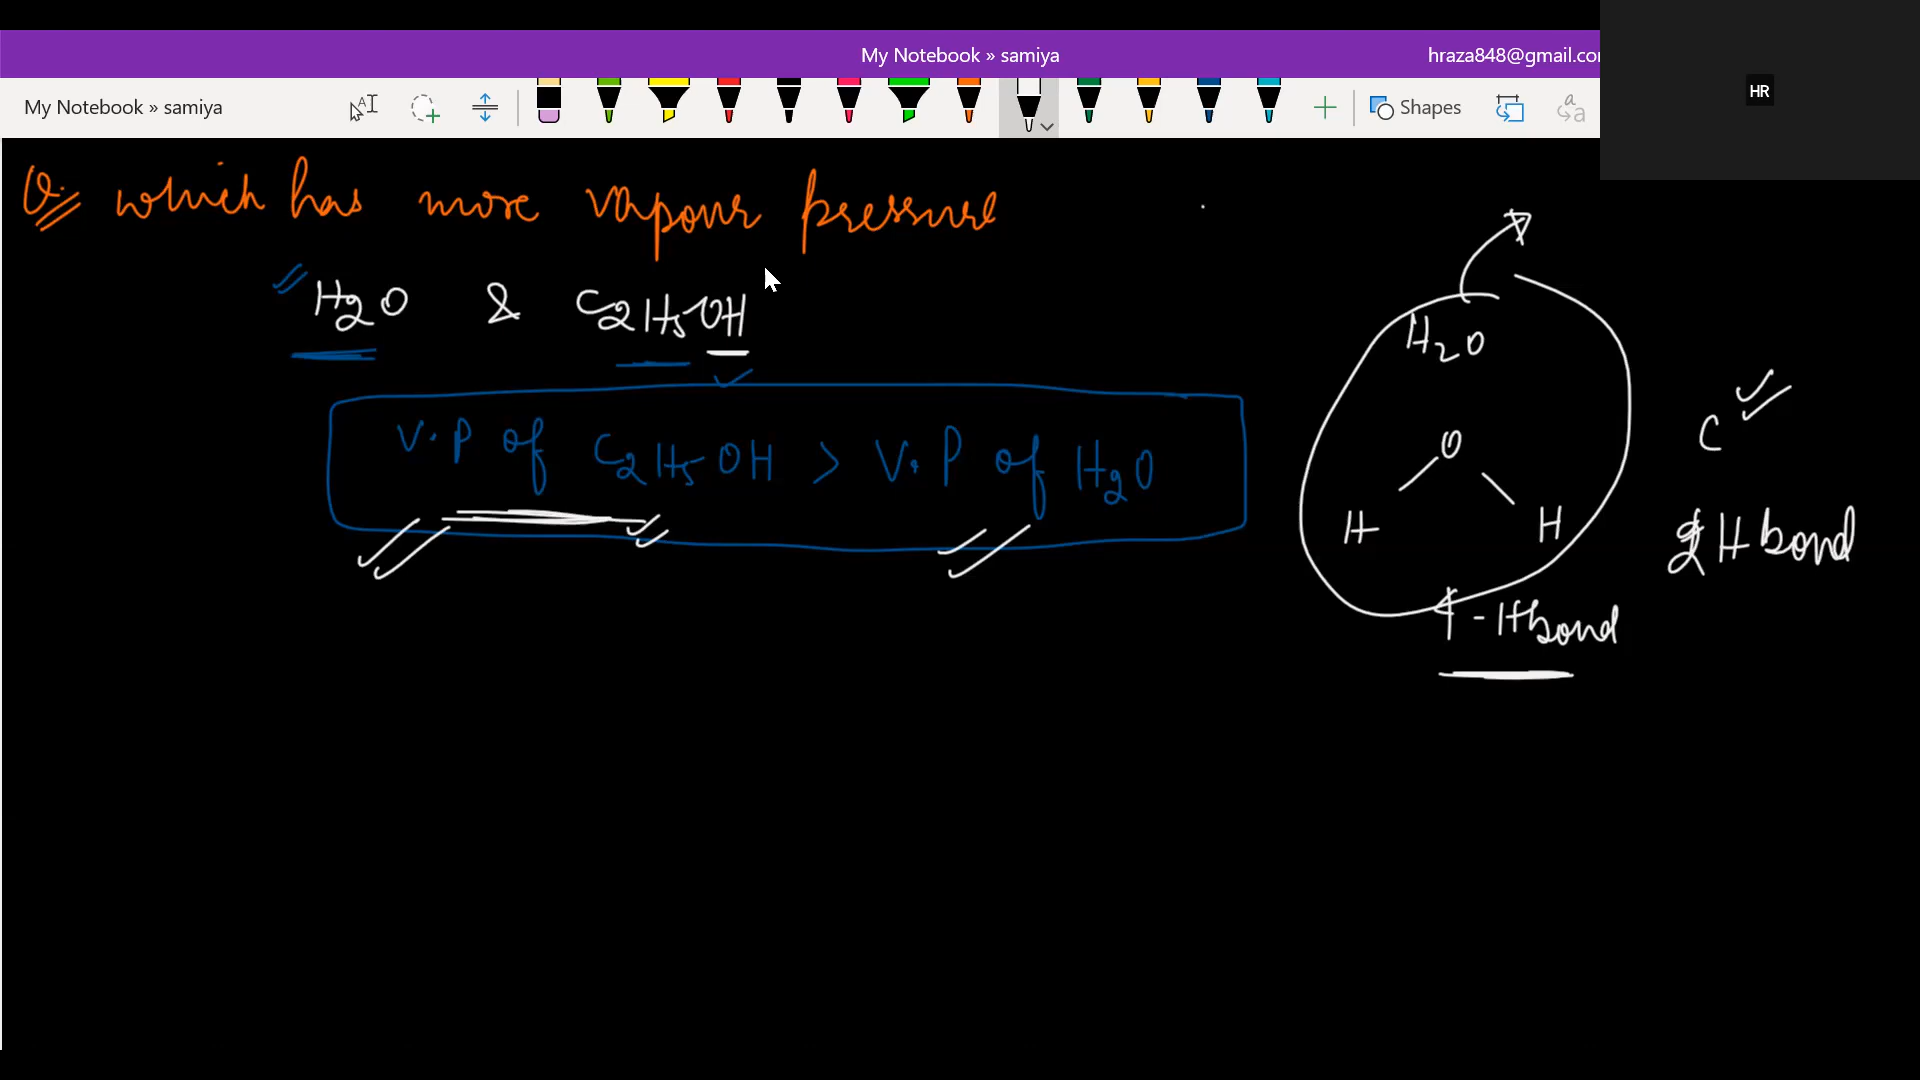 My Notebook » samiya
hraza848@gmail.co
HR
My Notebook » samiya
Shapes
Q:- which has more vapour pressure
H2O & C2H5OH
V.P of C2H5OH > V.P of H2O
H2O
O
H H
4 - H bond
C
H bond